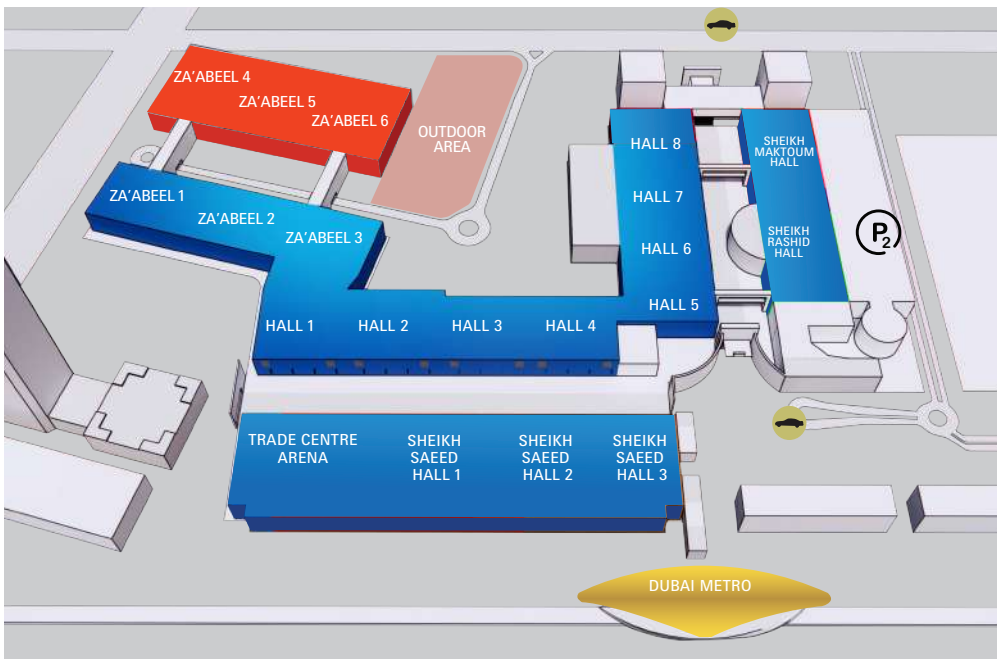 ZA'ABEEL 4
ZA'ABEEL 5
ZA'ABEEL 6
OUTDOOR
AREA
ZA'ABEEL 1
ZA'ABEEL 2
ZA'ABEEL 3
HALL 8
HALL 7
HALL 6
HALL 5
SHEIKH
MAKTOUM
HALL
SHEIKH
RASHID
HALL
P2
HALL 1
HALL 2
HALL 3
HALL 4
TRADE CENTRE
ARENA
SHEIKH
SAEED
HALL 1
SHEIKH
SAEED
HALL 2
SHEIKH
SAEED
HALL 3
DUBAI METRO